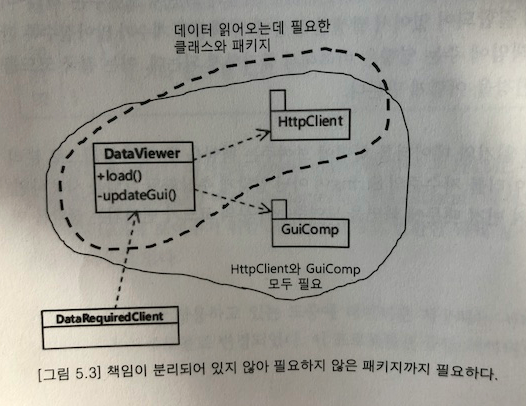 데이터 읽어오는데 필요한
클래스와 패키지
HttpClient
DataViewer
+load()
-updateGui()
GuiComp
HttpClient와 GuiComp
모두 필요
DataRequiredClient
[그림 5.3] 책임이 분리되어 있지 않아 필요하지 않은 패키지까지 필요하다.